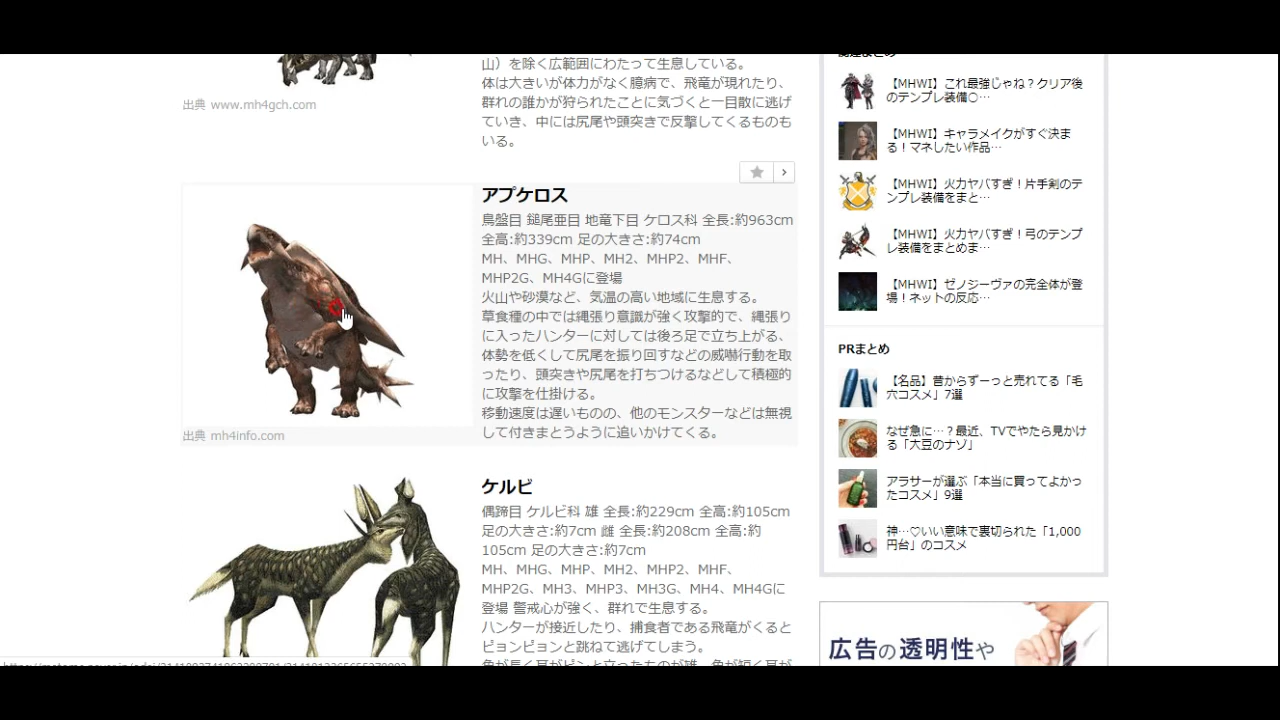 山）を除く広範囲にわたって生息している。
体は大きいが体力がなく臆病で、飛竜が現れたり、
群れの誰かが狩られたことに気づくと一目散に逃げ
ていき、中には尻尾や頭突きで反撃してくるものも
いる。
出典 www.mh4gch.com
アプケロス
鳥盤目 鎚尾亜目 地竜下目 ケロス科 全長:約963cm
全高:約339cm 足の大きさ:約74cm
MH、MHG、MHP、MH2、MHP2、MHF、
MHP2G、MH4Gに登場
火山や砂漠など、気温の高い地域に生息する。
草食種の中では縄張り意識が強く攻撃的で、縄張り
に入ったハンターに対しては後ろ足で立ち上がる、
体勢を低くして尻尾を振り回すなどの威嚇行動を取
ったり、頭突きや尻尾を打ちつけるなどして積極的
に攻撃を仕掛ける。
移動速度は遅いものの、他のモンスターなどは無視
して付きまとうように追いかけてくる。
出典 mh4info.com
ケルビ
偶蹄目 ケルビ科 雄 全長:約229cm 全高:約105cm
足の大きさ:約7cm 雌 全長:約208cm 全高:約
105cm 足の大きさ:約7cm
MH、MHG、MHP、MH2、MHP2、MHF、
MHP2G、MH3、MHP3、MH3G、MH4、MH4Gに
登場 警戒心が強く、群れで生息する。
ハンターが接近したり、捕食者である飛竜がくると
ピョンピョンと跳ねて逃げてしまう。
関連まとめ
【MHWI】これ最強じゃね？クリア後
のテンプレ装備○…
【MHWI】キャラメイクがすぐ決ま
る！マネしたい作品…
【MHWI】火力ヤバすぎ！片手剣のテ
ンプレ装備をまと…
【MHWI】火力ヤバすぎ！弓のテンプ
レ装備をまとめま…
【MHWI】ゼノジーヴァの完全体が登
場！ネットの反応…
PRまとめ
【名品】昔からずーっと売れてる「毛
穴コスメ」7選
なぜ急に…？最近、TVでやたら見かけ
る「大豆のナゾ」
アラサーが選ぶ「本当に買ってよかっ
たコスメ」9選
神…♡いい意味で裏切られた「1,000
円台」のコスメ
広告の透明性や